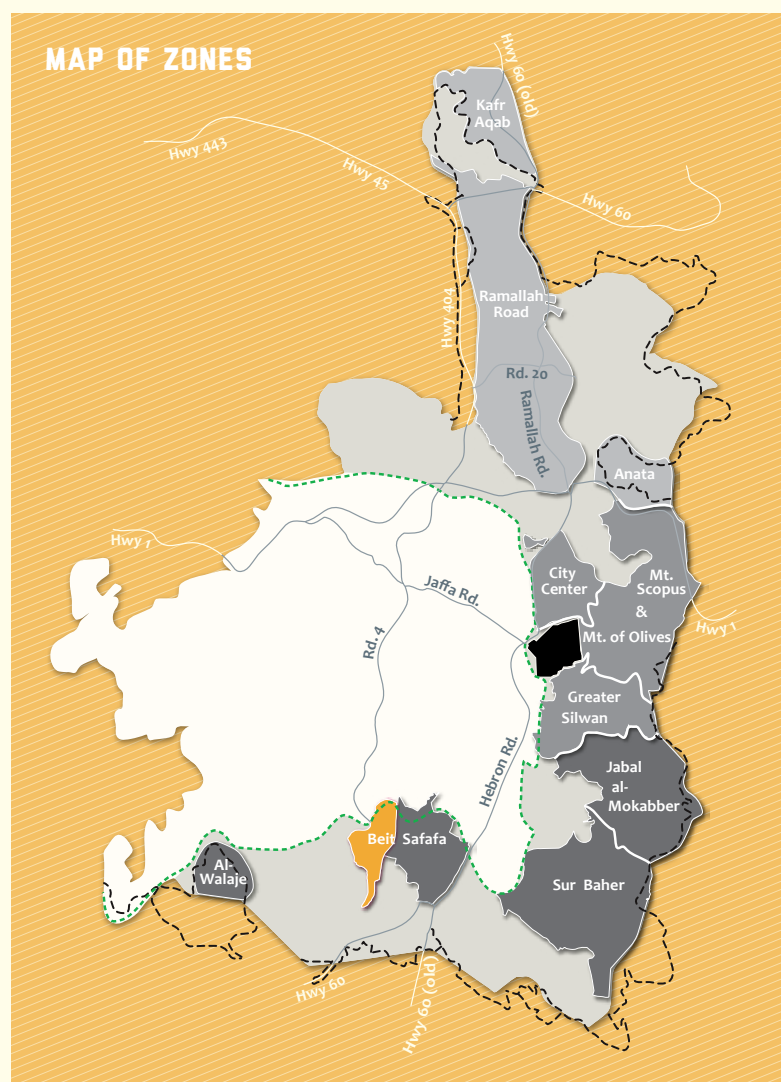 MAP OF ZONES
Hwy 60 (old)
Kafr
Aqab
Hwy 443
Hwy 45
Hwy 60
Ramallah
Road
Hwy 404
Rd. 20
Ramallah Rd.
Anata
Hwy 1
City
Center
Mt.
Scopus
&
Mt. of Olives
Jaffa Rd.
Hwy 1
Rd. 4
Greater
Silwan
Hebron Rd.
Jabal
al-
Mokabber
Beit Safafa
Al-
Walaje
Sur Baher
Hwy 60
Hwy 60 (old)